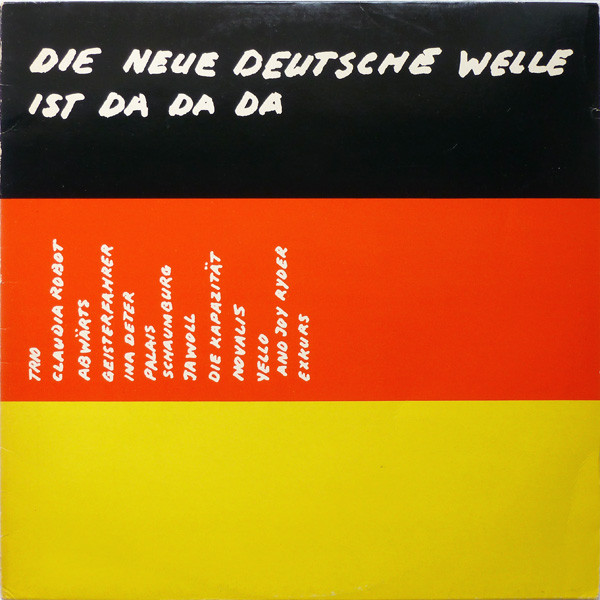 DIE NEUE DEUTSCHE WELLE
IST DA DA DA
TRIO
CLAUDIA ROBOT
ABWÄRTS
GEISTERFAHRER
INA DETER
PALAIS
SCHAUMBURG
JAWOLL
DIE KAPAZITÄT
NOVALIS
YELLO
AND JOY RYDER
EXKURS